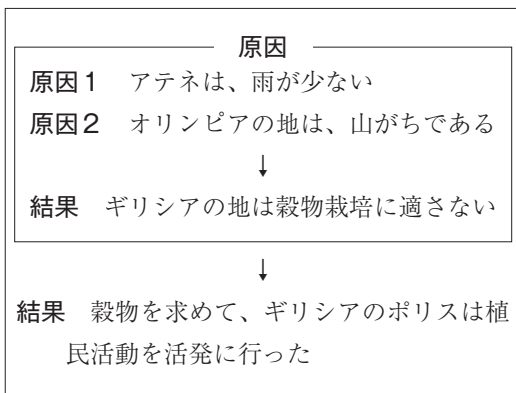 原因
原因1 アテネは、雨が少ない
原因2 オリンピアの地は、山がちである
↓
結果 ギリシアの地は穀物栽培に適さない
↓
結果 穀物を求めて、ギリシアのポリスは植
民活動を活発に行った